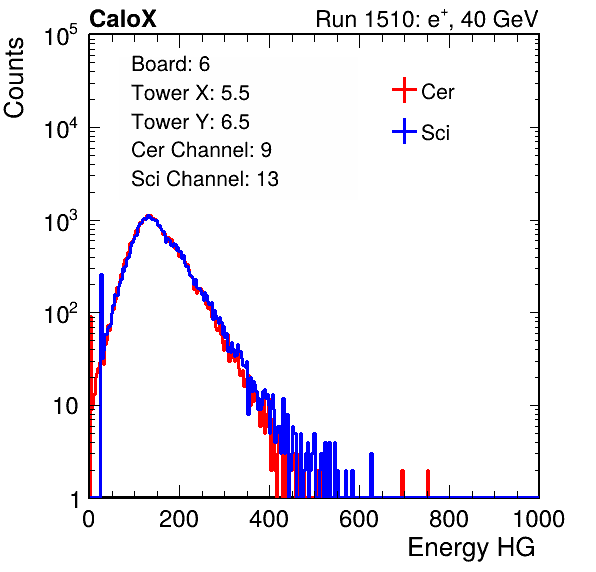 CaloX Run 1510: e⁺, 40 GeV
Counts
10⁵
10⁴
10³
10²
10
1
Board: 6
Tower X: 5.5
Tower Y: 6.5
Cer Channel: 9
Sci Channel: 13
Cer
Sci
0 200 400 600 800 1000
Energy HG